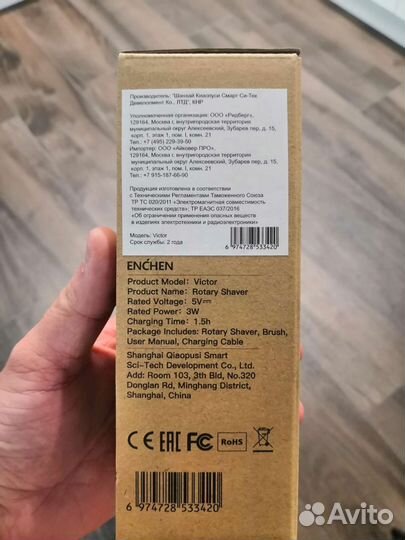 Производитель: "Шанхай Киаопуси Смарт Си-Тек
Девелопмент Ко., ЛТД", КНР
Уполномоченная организация: ООО «Ридберг»,
129164, Москва г, внутригородская территория
муниципальный округ Алексеевский, Зубарев пер, д. 15,
корп. 1, этаж 1, пом. I, комн. 21
Тел.: +7 (495) 229-39-50
Импортер: ООО «Айковер ПРО».
129164, Москва г, внутригородская территория
муниципальный округ Алексеевский, Зубарев пер, д. 15,
корп. 1, этаж 1, пом. I, комн. 21
Тел.: +7 915-187-66-90
Продукция изготовлена в соответствии
с Техническими Регламентами Таможенного Союза
ТР ТС 020/2011 «Электромагнитная совместимость
технических средств»; ТР ЕАЭС 037/2016
«Об ограничении применения опасных веществ
в изделиях электротехники и радиоэлектроники»
Модель: Victor
Срок службы: 2 года
6 974728 533420
ENCHEN
Product Model: Victor
Product Name: Rotary Shaver
Rated Voltage: 5V
Rated Power: 3W
Charging Time: 1.5h
Package Includes: Rotary Shaver, Brush,
User Manual, Charging Cable
Shanghai Qiaopusi Smart
Sci-Tech Development Co., Ltd.
Add: Room 103, 3th Bld, No.320
Donglan Rd, Minghang District,
Shanghai, China
CE EAC FC RoHS
6 974728 533420
Avito